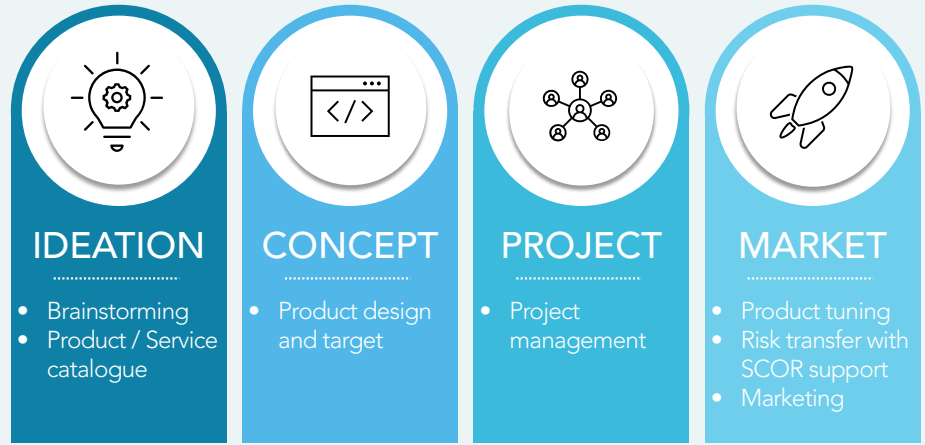 </>
IDEATION
• Brainstorming
• Product / Service
catalogue
CONCEPT
• Product design
and target
PROJECT
• Project
management
MARKET
• Product tuning
• Risk transfer with
SCOR support
• Marketing